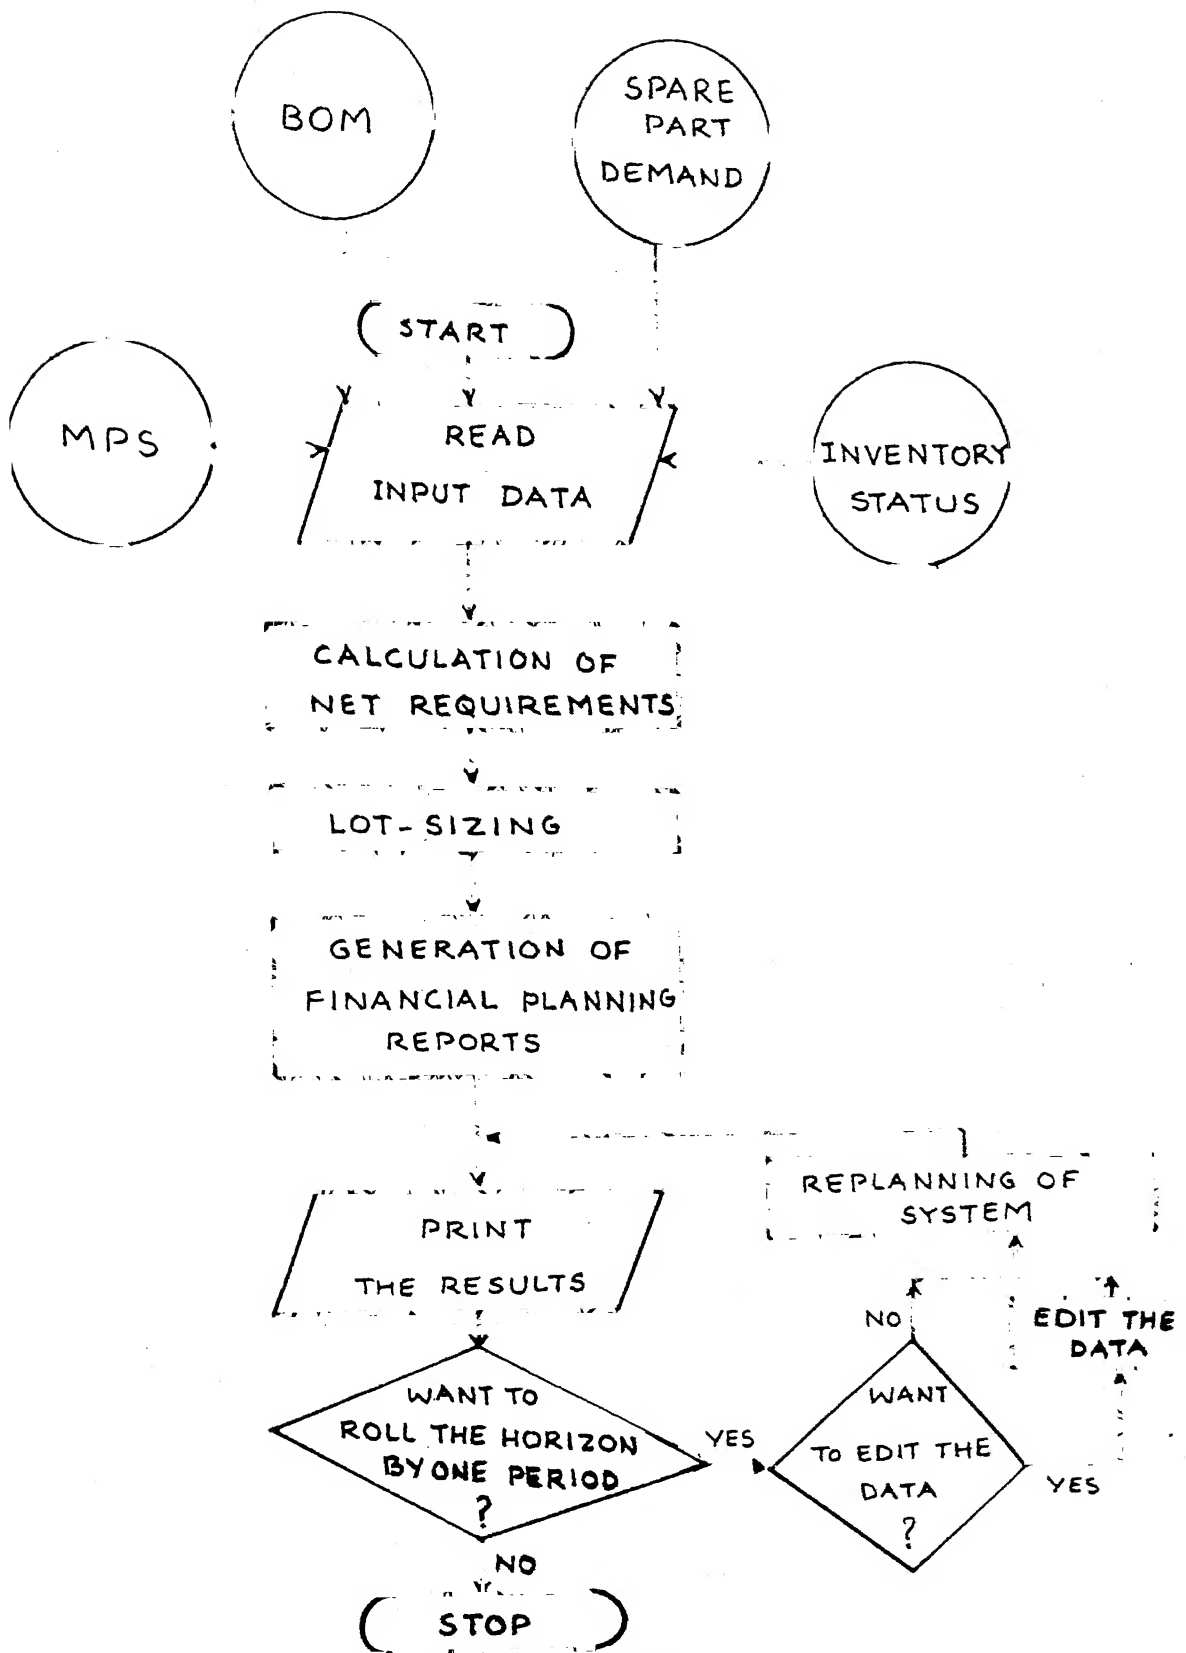 BOM
SPARE
PART
DEMAND
START
MPS
READ
INPUT DATA
INVENTORY
STATUS
CALCULATION OF
NET REQUIREMENTS
LOT-SIZING
GENERATION OF
FINANCIAL PLANNING
REPORTS
REPLANNING OF
SYSTEM
PRINT
THE RESULTS
NO
EDIT THE
DATA
WANT TO
ROLL THE HORIZON
BY ONE PERIOD
?
YES
WANT
TO EDIT THE
DATA
?
YES
NO
STOP